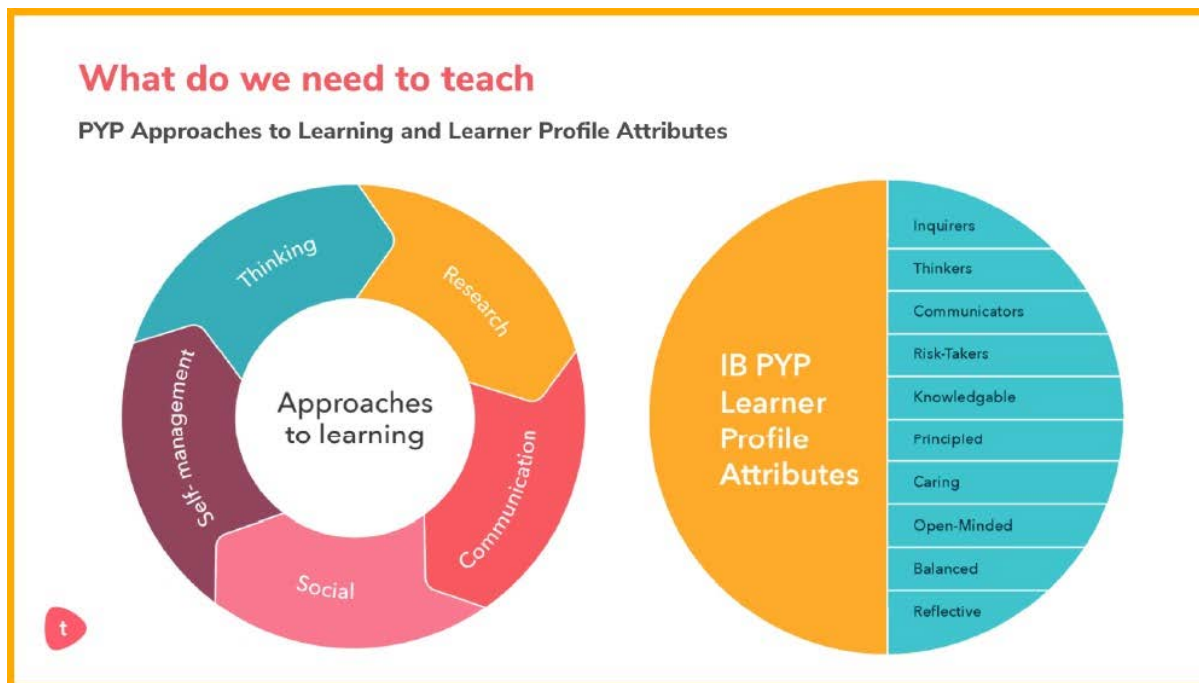 What do we need to teach
PYP Approaches to Learning and Learner Profile Attributes
Thinking
Research
Communication
Social
Self- management
Approaches
to learning
IB PYP
Learner
Profile
Attributes
Inquirers
Thinkers
Communicators
Risk-Takers
Knowledgable
Principled
Caring
Open-Minded
Balanced
Reflective
t